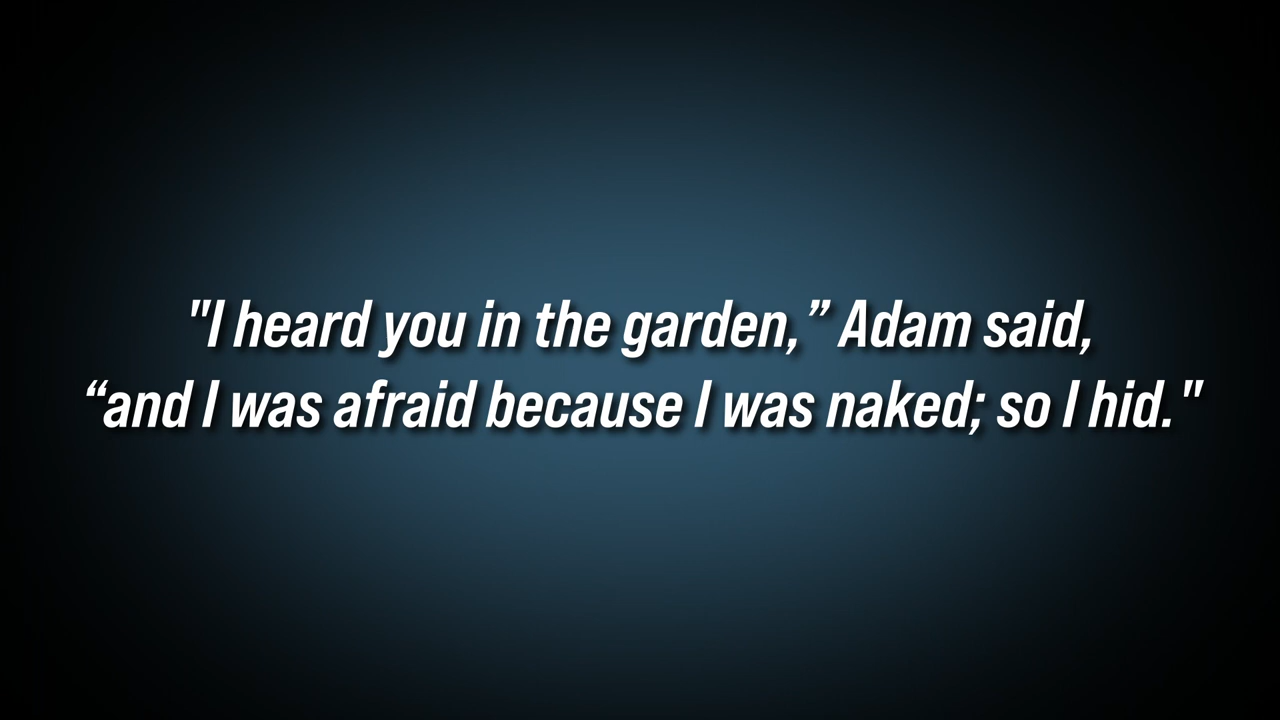 "I heard you in the garden,” Adam said,
“and I was afraid because I was naked; so I hid."